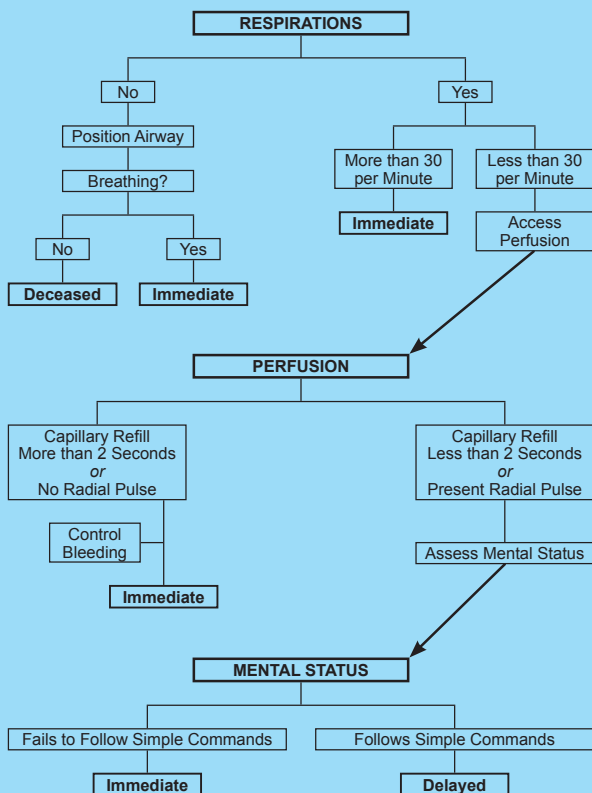 RESPIRATIONS
No
Yes
Position Airway
More than 30
per Minute
Less than 30
per Minute
Breathing?
Immediate
Access
Perfusion
No
Yes
Deceased
Immediate
PERFUSION
Capillary Refill
More than 2 Seconds
or
No Radial Pulse
Capillary Refill
Less than 2 Seconds
or
Present Radial Pulse
Control
Bleeding
Assess Mental Status
Immediate
MENTAL STATUS
Fails to Follow Simple Commands
Follows Simple Commands
Immediate
Delayed